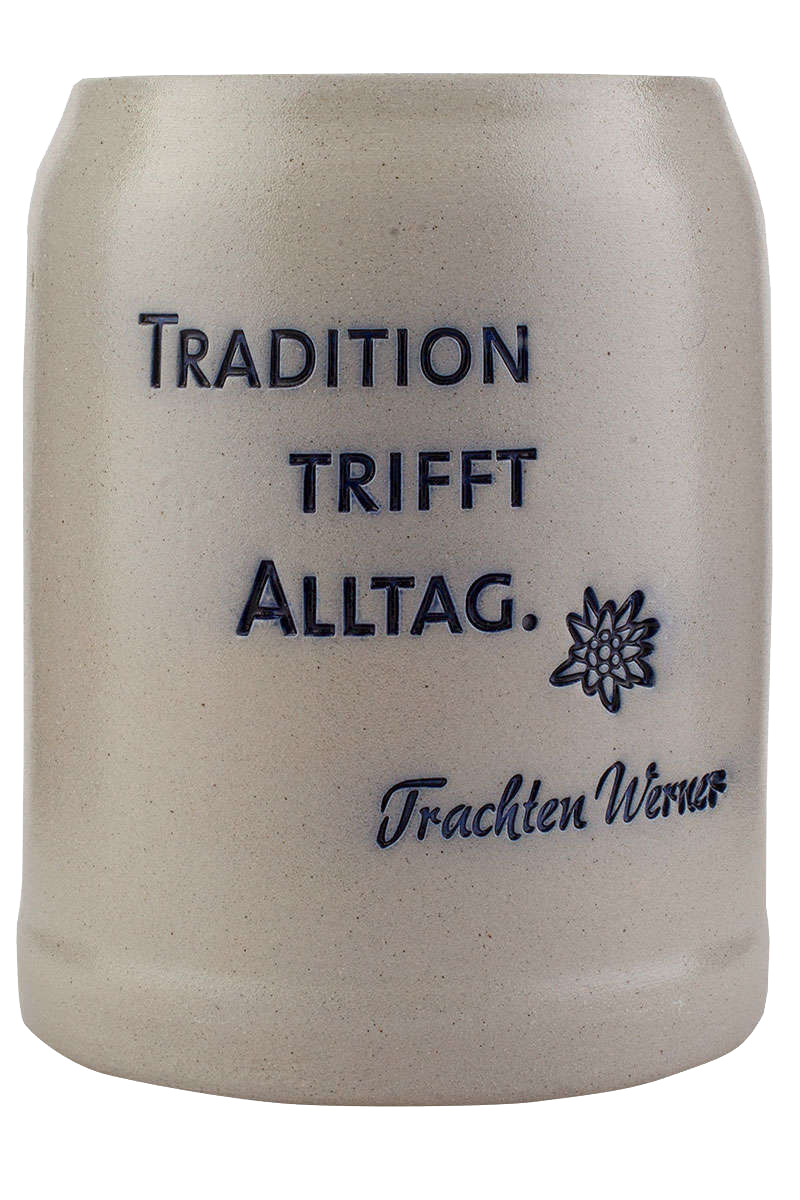 TRADITION
TRIFFT
ALLTAG.
Trachten Werner